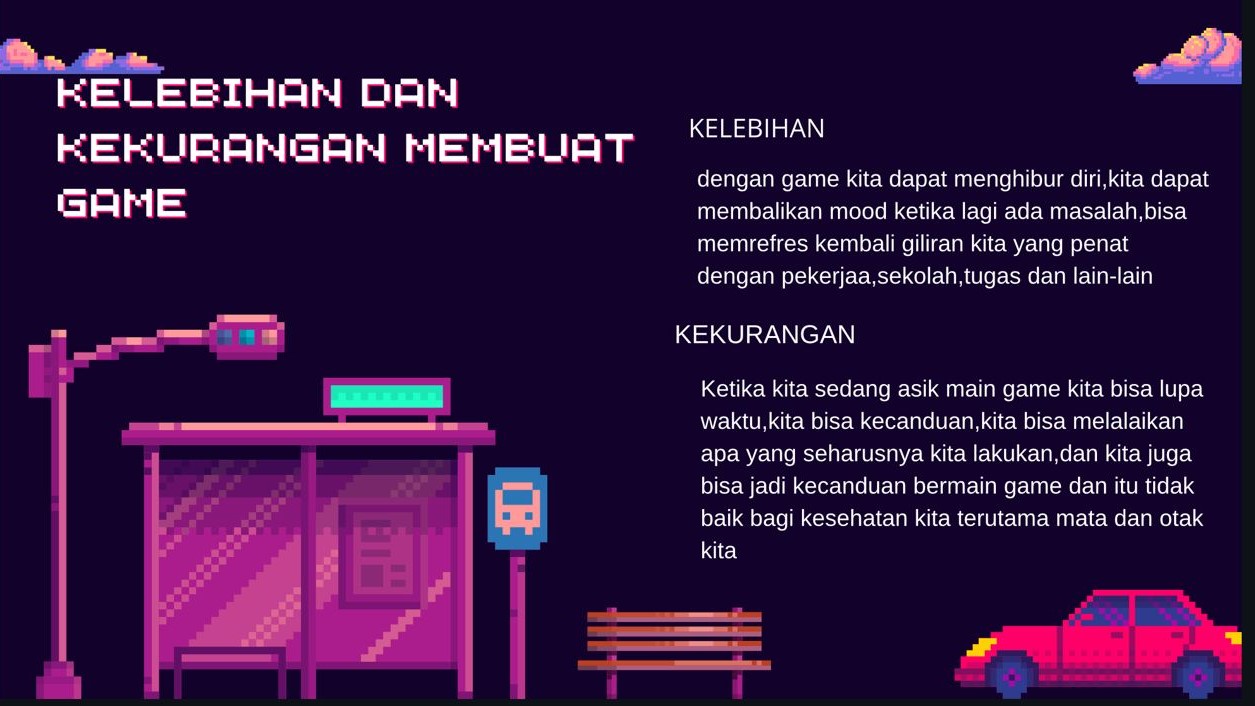 KELEBIHAN DAN
KEKURANGAN MEMBUAT
GAME
KELEBIHAN
dengan game kita dapat menghibur diri,kita dapat
membalikan mood ketika lagi ada masalah,bisa
memrefres kembali giliran kita yang penat
dengan pekerjaa,sekolah,tugas dan lain-lain
KEKURANGAN
Ketika kita sedang asik main game kita bisa lupa
waktu,kita bisa kecanduan,kita bisa melalaikan
apa yang seharusnya kita lakukan,dan kita juga
bisa jadi kecanduan bermain game dan itu tidak
baik bagi kesehatan kita terutama mata dan otak
kita